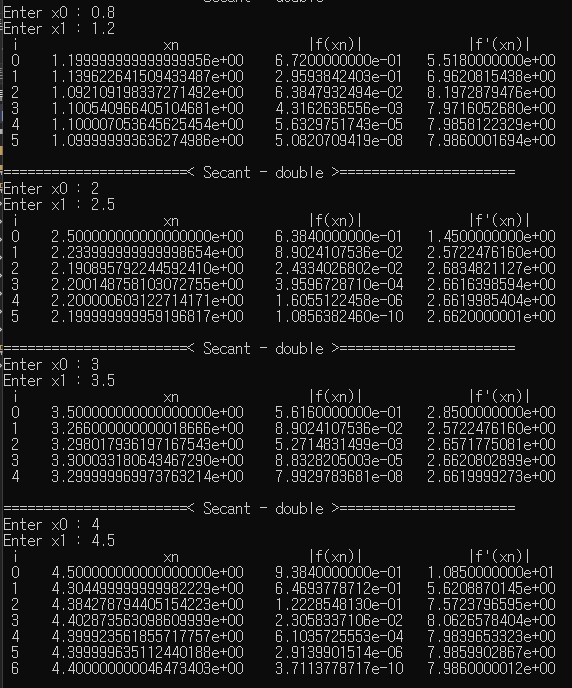 Enter x0 : 0.8
Enter x1 : 1.2
i xn |f(xn)| |f'(xn)|
0 1.199999999999999956e+00 6.7200000000e-01 5.5180000000e+00
1 1.139622641509433487e+00 2.9593842403e-01 6.9620815438e+00
2 1.092109198337271492e+00 6.3847932494e-02 8.1972879476e+00
3 1.100540966405104681e+00 4.3162636556e-03 7.9716052680e+00
4 1.100007053645625454e+00 5.6329751743e-05 7.9858122329e+00
5 1.099999993636274986e+00 5.0820709419e-08 7.9860001694e+00
=======================< Secant - double >======================
Enter x0 : 2
Enter x1 : 2.5
i xn |f(xn)| |f'(xn)|
0 2.500000000000000000e+00 6.3840000000e-01 1.4500000000e+00
1 2.233999999999998654e+00 8.9024107536e-02 2.5722476160e+00
2 2.190895792244592410e+00 2.4334026802e-02 2.6834821127e+00
3 2.200148758103072755e+00 3.9596728710e-04 2.6616398594e+00
4 2.200000603122714171e+00 1.6055122458e-06 2.6619985404e+00
5 2.199999999959196817e+00 1.0856382460e-10 2.6620000001e+00
=======================< Secant - double >======================
Enter x0 : 3
Enter x1 : 3.5
i xn |f(xn)| |f'(xn)|
0 3.500000000000000000e+00 5.6160000000e-01 2.8500000000e+00
1 3.266000000000018666e+00 8.9024107536e-02 2.5722476160e+00
2 3.298017936197167543e+00 5.2714831499e-03 2.6571775081e+00
3 3.300033180643467290e+00 8.8328205003e-05 2.6620802899e+00
4 3.299999969973763214e+00 7.9929783681e-08 2.6619999273e+00
=======================< Secant - double >======================
Enter x0 : 4
Enter x1 : 4.5
i xn |f(xn)| |f'(xn)|
0 4.500000000000000000e+00 9.3840000000e-01 1.0850000000e+01
1 4.304499999999982229e+00 6.4693778712e-01 5.6208870145e+00
2 4.384278794405154223e+00 1.2228548130e-01 7.5723796595e+00
3 4.402873563098609999e+00 2.3058337106e-02 8.0626578404e+00
4 4.399923561855717757e+00 6.1035725553e-04 7.9839653323e+00
5 4.399999635112440188e+00 2.9139901514e-06 7.9859902867e+00
6 4.400000000046473403e+00 3.7113778717e-10 7.9860000012e+00